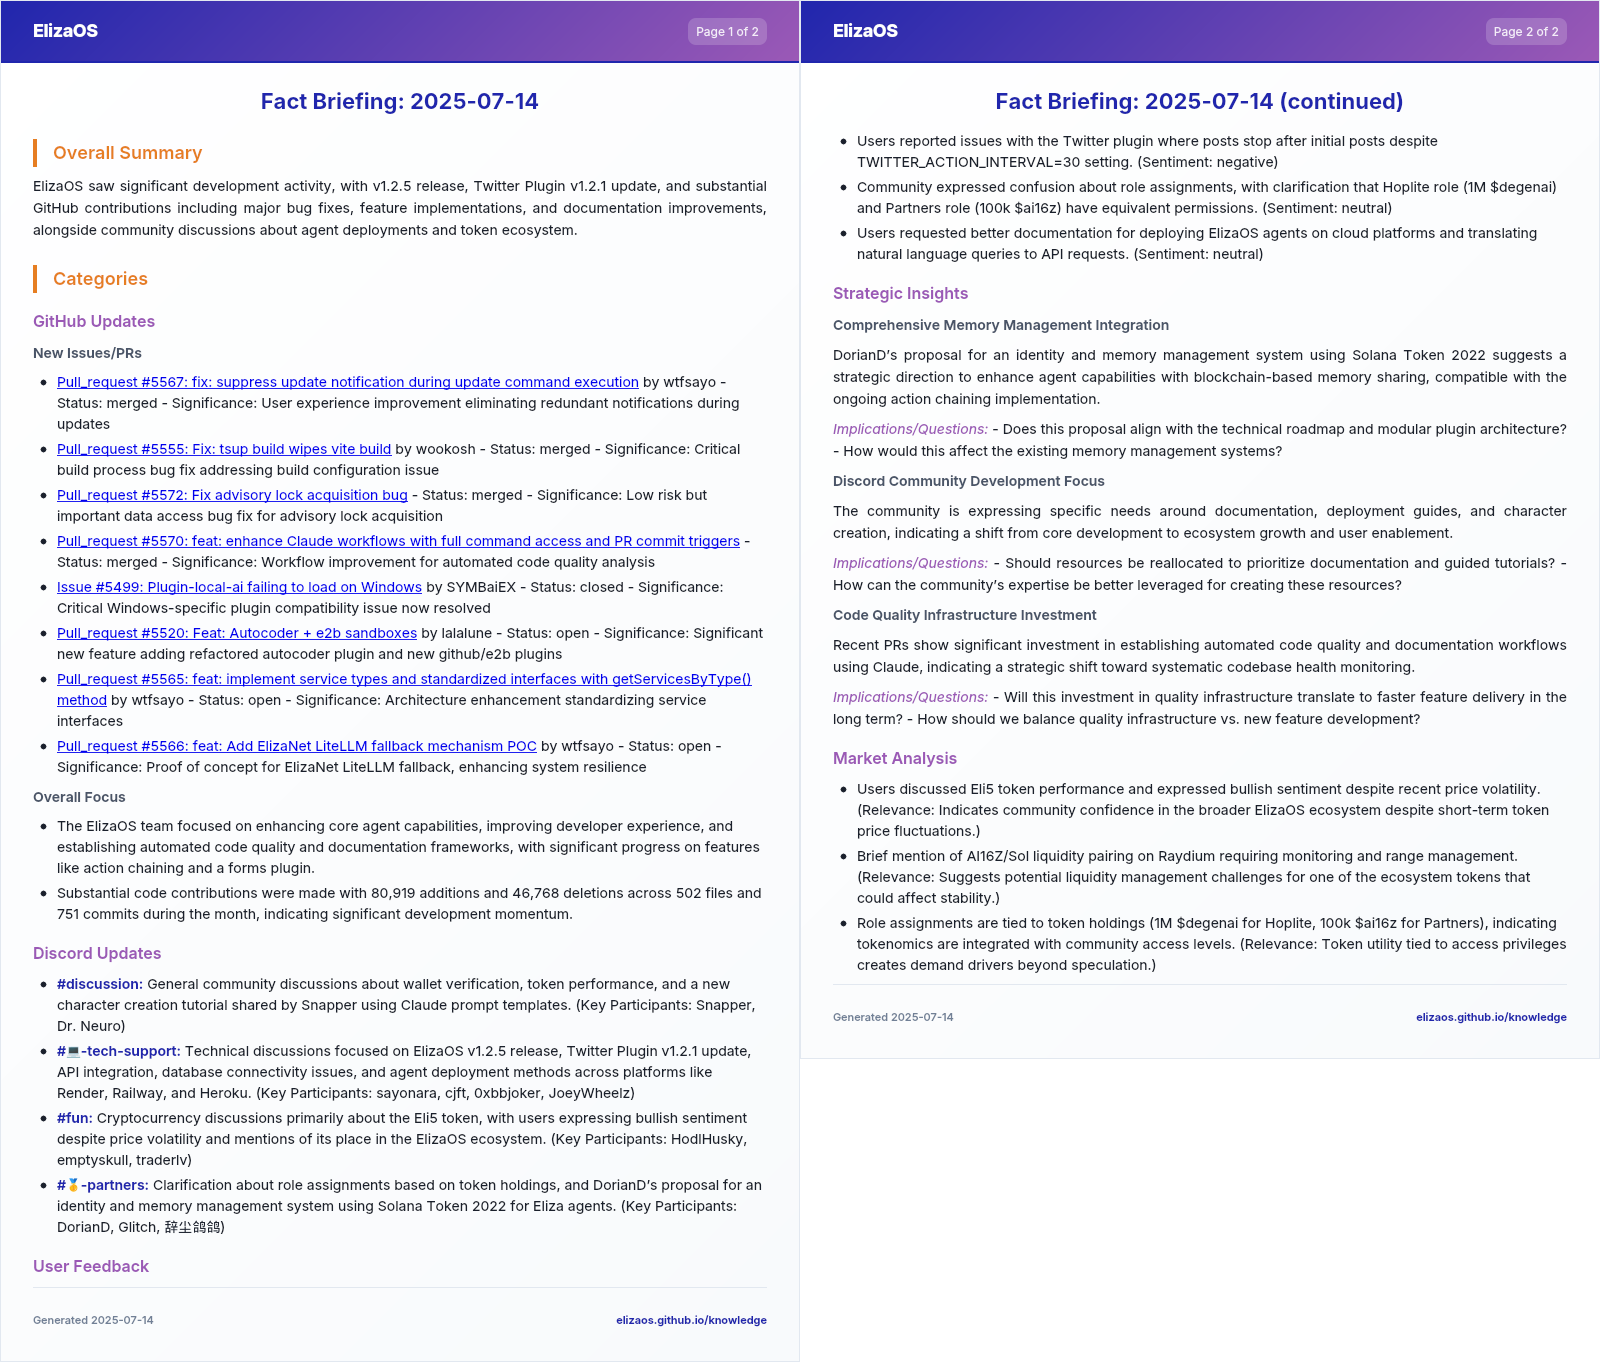 ElizaOS
Page 1 of 2
Fact Briefing: 2025-07-14
Overall Summary
ElizaOS saw significant development activity, with v1.2.5 release, Twitter Plugin v1.2.1 update, and substantial
GitHub contributions including major bug fixes, feature implementations, and documentation improvements,
alongside community discussions about agent deployments and token ecosystem.
Categories
GitHub Updates
New Issues/PRs
• Pull_request #5567: fix: suppress update notification during update command execution by wtfsayo -
Status: merged - Significance: User experience improvement eliminating redundant notifications during
updates
• Pull_request #5555: Fix: tsup build wipes vite build by wookosh - Status: merged - Significance: Critical
build process bug fix addressing build configuration issue
• Pull_request #5572: Fix advisory lock acquisition bug - Status: merged - Significance: Low risk but
important data access bug fix for advisory lock acquisition
• Pull_request #5570: feat: enhance Claude workflows with full command access and PR commit triggers -
Status: merged - Significance: Workflow improvement for automated code quality analysis
• Issue #5499: Plugin-local-ai failing to load on Windows by SYMBaiEX - Status: closed - Significance:
Critical Windows-specific plugin compatibility issue now resolved
• Pull_request #5520: Feat: Autocoder + e2b sandboxes by lalalune - Status: open - Significance: Significant
new feature adding refactored autocoder plugin and new github/e2b plugins
• Pull_request #5565: feat: implement service types and standardized interfaces with getServicesByType()
method by wtfsayo - Status: open - Significance: Architecture enhancement standardizing service
interfaces
• Pull_request #5566: feat: Add ElizaNet LiteLLM fallback mechanism POC by wtfsayo - Status: open -
Significance: Proof of concept for ElizaNet LiteLLM fallback, enhancing system resilience
Overall Focus
• The ElizaOS team focused on enhancing core agent capabilities, improving developer experience, and
establishing automated code quality and documentation frameworks, with significant progress on features
like action chaining and a forms plugin.
• Substantial code contributions were made with 80,919 additions and 46,768 deletions across 502 files and
751 commits during the month, indicating significant development momentum.
Discord Updates
• #discussion: General community discussions about wallet verification, token performance, and a new
character creation tutorial shared by Snapper using Claude prompt templates. (Key Participants: Snapper,
Dr. Neuro)
• #💻-tech-support: Technical discussions focused on ElizaOS v1.2.5 release, Twitter Plugin v1.2.1 update,
API integration, database connectivity issues, and agent deployment methods across platforms like
Render, Railway, and Heroku. (Key Participants: sayonara, cjft, 0xbbjoker, JoeyWheelz)
• #fun: Cryptocurrency discussions primarily about the Eli5 token, with users expressing bullish sentiment
despite price volatility and mentions of its place in the ElizaOS ecosystem. (Key Participants: HodlHusky,
emptyskull, traderlv)
• #🥇-partners: Clarification about role assignments based on token holdings, and DorianD's proposal for an
identity and memory management system using Solana Token 2022 for Eliza agents. (Key Participants:
DorianD, Glitch, 辞尘鸽鸽)
User Feedback
Generated 2025-07-14
elizaos.github.io/knowledge
ElizaOS
Page 2 of 2
Fact Briefing: 2025-07-14 (continued)
• Users reported issues with the Twitter plugin where posts stop after initial posts despite
TWITTER_ACTION_INTERVAL=30 setting. (Sentiment: negative)
• Community expressed confusion about role assignments, with clarification that Hoplite role (1M $degenai)
and Partners role (100k $ai16z) have equivalent permissions. (Sentiment: neutral)
• Users requested better documentation for deploying ElizaOS agents on cloud platforms and translating
natural language queries to API requests. (Sentiment: neutral)
Strategic Insights
Comprehensive Memory Management Integration
DorianD's proposal for an identity and memory management system using Solana Token 2022 suggests a
strategic direction to enhance agent capabilities with blockchain-based memory sharing, compatible with the
ongoing action chaining implementation.
Implications/Questions: - Does this proposal align with the technical roadmap and modular plugin architecture?
- How would this affect the existing memory management systems?
Discord Community Development Focus
The community is expressing specific needs around documentation, deployment guides, and character
creation, indicating a shift from core development to ecosystem growth and user enablement.
Implications/Questions: - Should resources be reallocated to prioritize documentation and guided tutorials? -
How can the community's expertise be better leveraged for creating these resources?
Code Quality Infrastructure Investment
Recent PRs show significant investment in establishing automated code quality and documentation workflows
using Claude, indicating a strategic shift toward systematic codebase health monitoring.
Implications/Questions: - Will this investment in quality infrastructure translate to faster feature delivery in the
long term? - How should we balance quality infrastructure vs. new feature development?
Market Analysis
• Users discussed Eli5 token performance and expressed bullish sentiment despite recent price volatility.
(Relevance: Indicates community confidence in the broader ElizaOS ecosystem despite short-term token
price fluctuations.)
• Brief mention of AI16Z/Sol liquidity pairing on Raydium requiring monitoring and range management.
(Relevance: Suggests potential liquidity management challenges for one of the ecosystem tokens that
could affect stability.)
• Role assignments are tied to token holdings (1M $degenai for Hoplite, 100k $ai16z for Partners), indicating
tokenomics are integrated with community access levels. (Relevance: Token utility tied to access privileges
creates demand drivers beyond speculation.)
Generated 2025-07-14
elizaos.github.io/knowledge